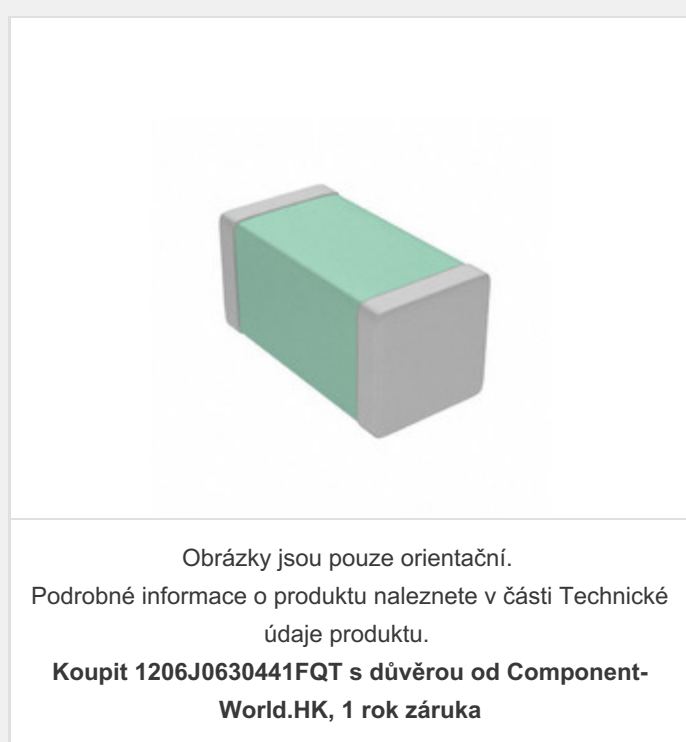 Obrázky jsou pouze orientační.
Podrobné informace o produktu naleznete v části Technické
údaje produktu.
Koupit 1206J0630441FQT s důvěrou od Component-
World.HK, 1 rok záruka